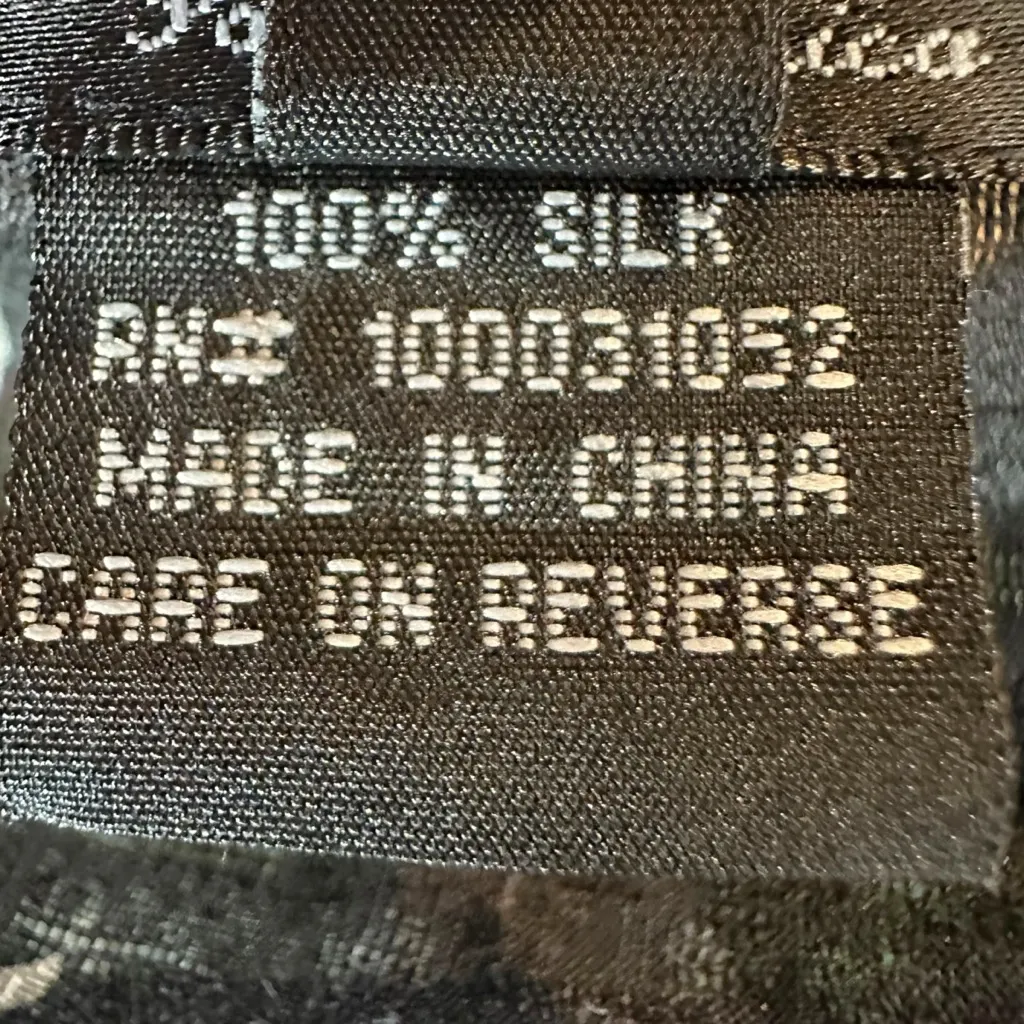 100% SILK
RN# 100031052
MADE IN CHINA
CARE ON REVERSE